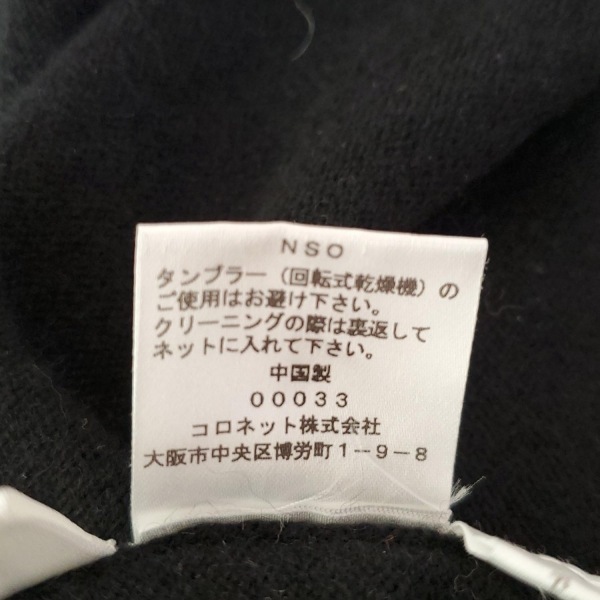 NSO
タンブラー（回転式乾燥機）の
ご使用はお避け下さい。
クリーニングの際は裏返して
ネットに入れて下さい。
中国製
00033
コロネット株式会社
大阪市中央区博労町1-9-8